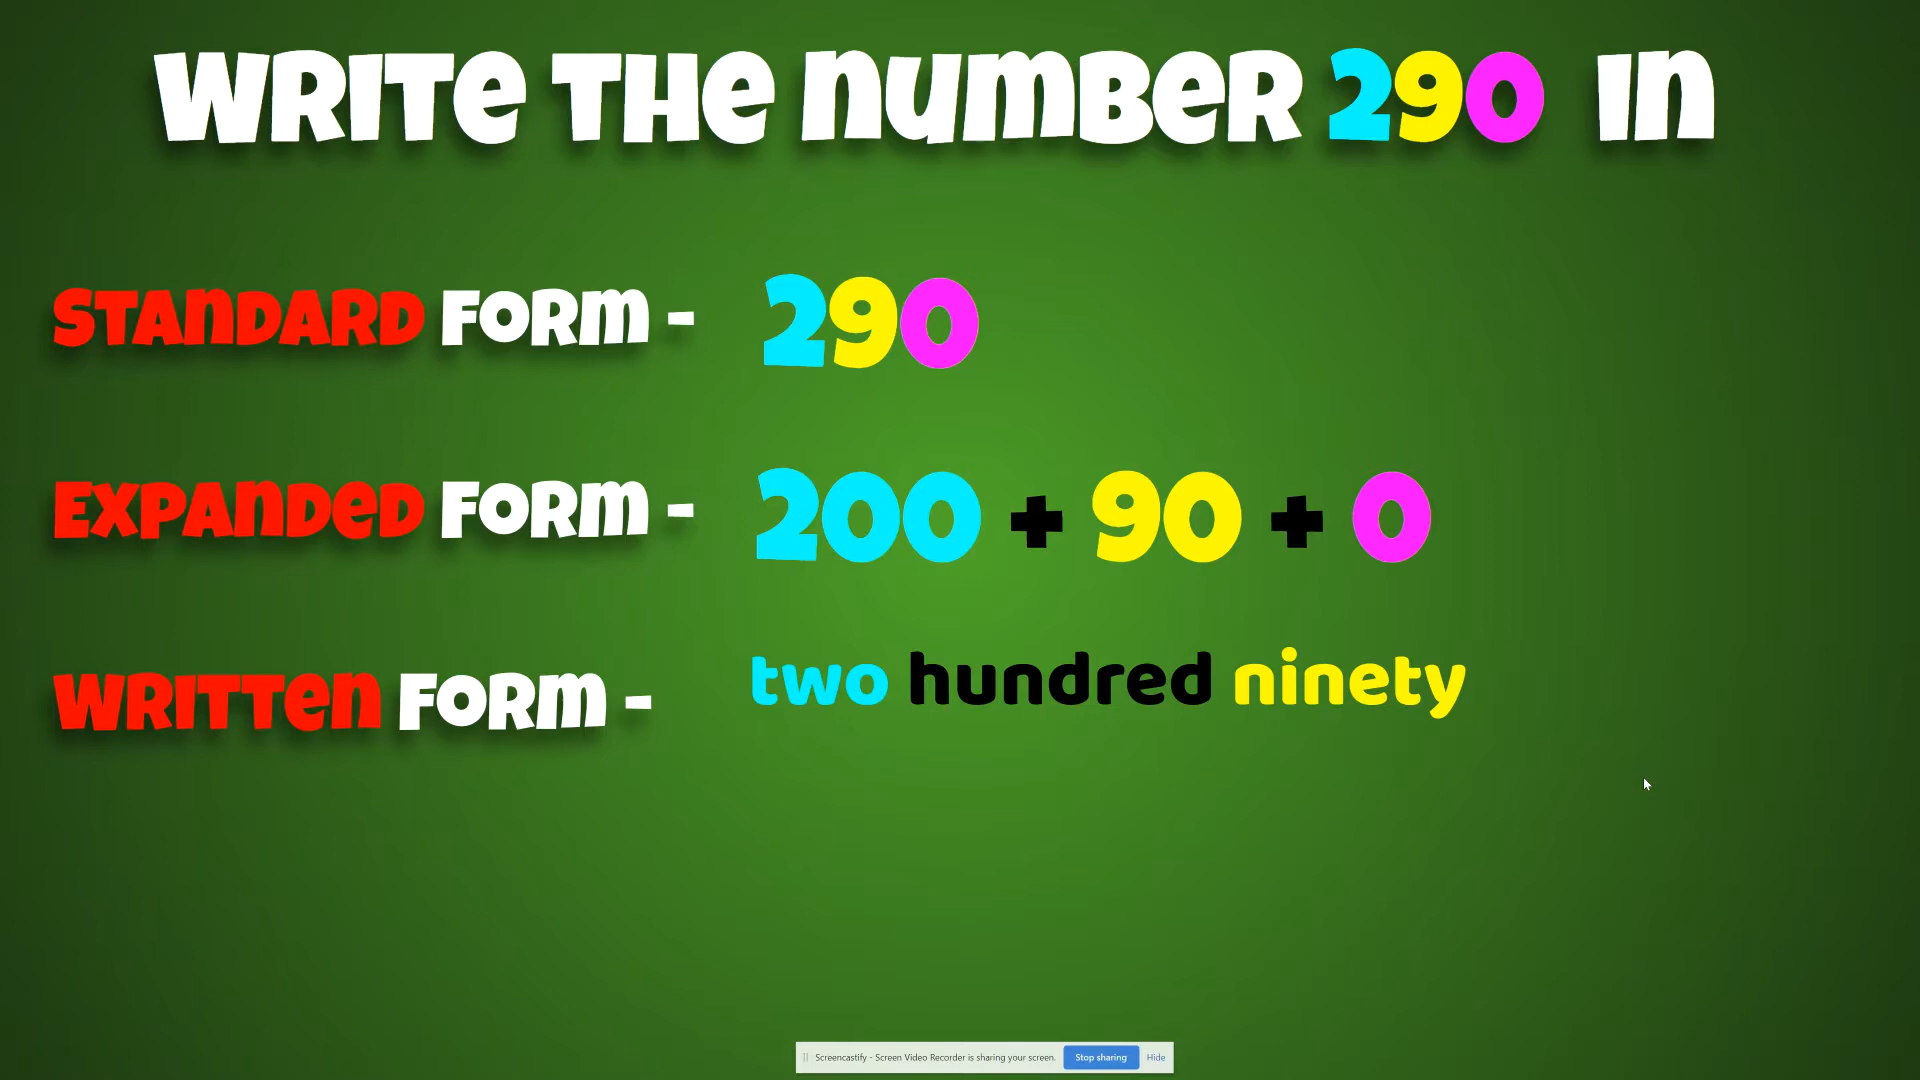 WRITE THE NUMBER 290 IN
STANDARD FORM - 290
EXPANDED FORM - 200 + 90 + 0
WRITTEN FORM - two hundred ninety
Screencastify - Screen Video Recorder is sharing your screen. Stop sharing Hide